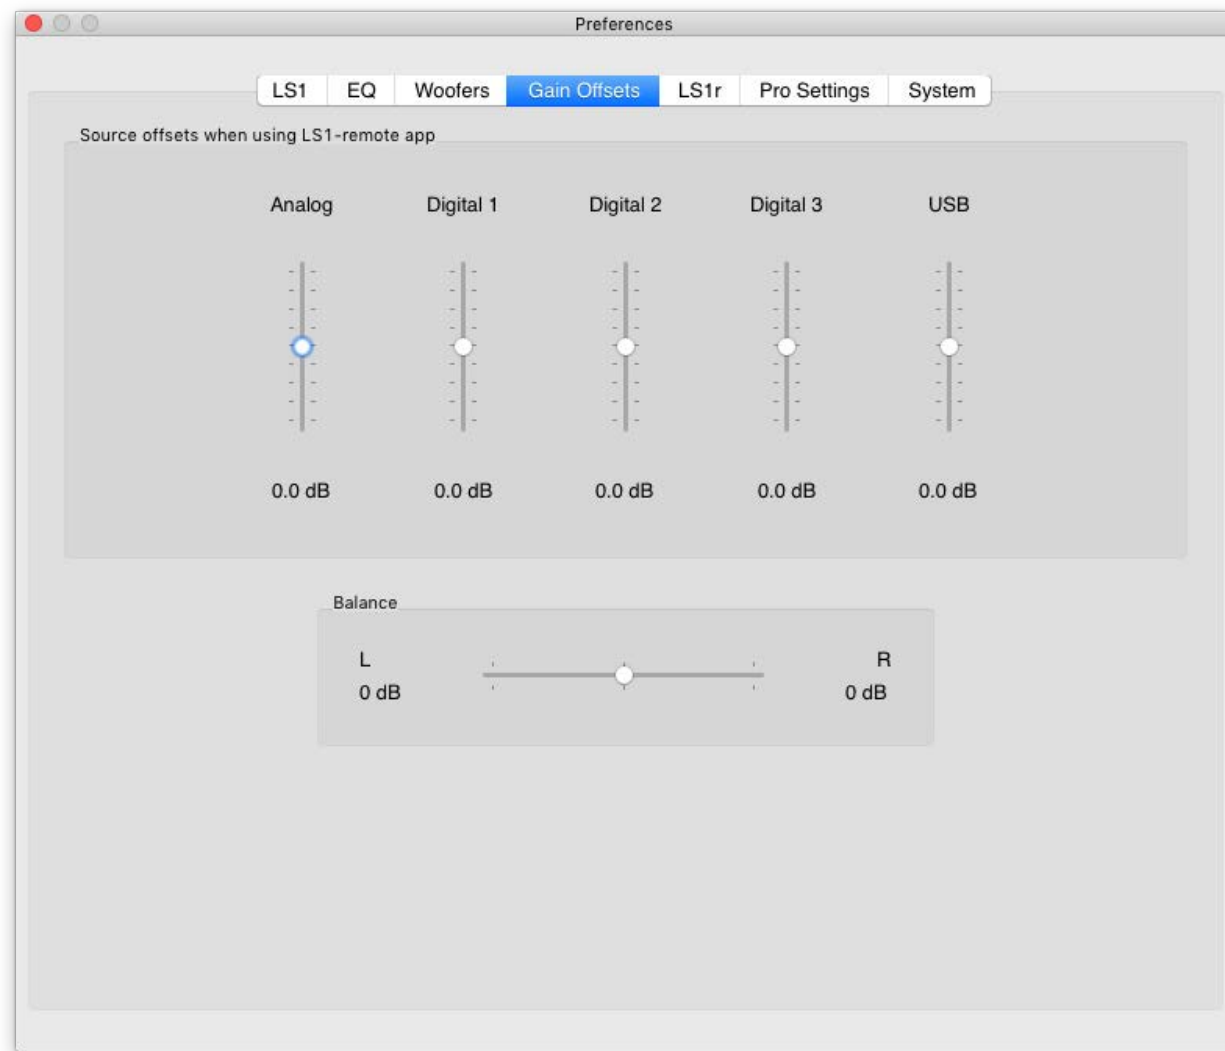 Preferences
LS1 EQ Woofers Gain Offsets LS1r Pro Settings System
Source offsets when using LS1-remote app
Analog Digital 1 Digital 2 Digital 3 USB
0.0 dB 0.0 dB 0.0 dB 0.0 dB 0.0 dB
Balance
L R
0 dB 0 dB